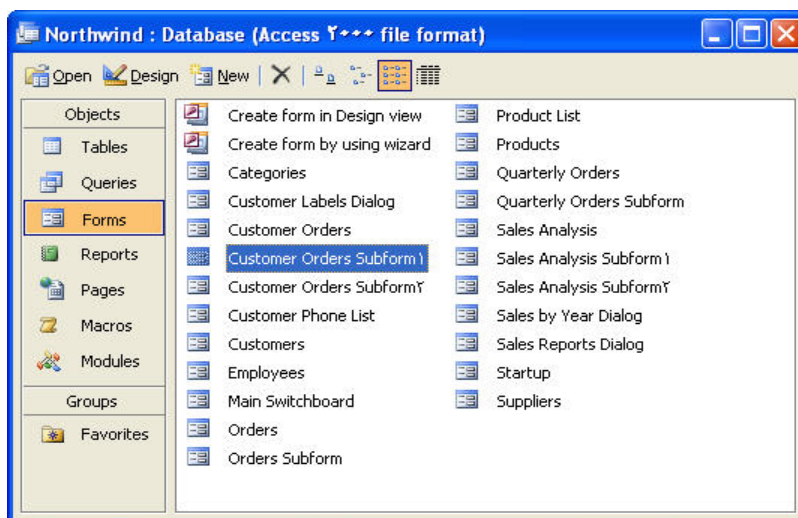 Northwind : Database (Access ۲۰۰۰ file format)
Open Design New
Objects
Tables
Queries
Forms
Reports
Pages
Macros
Modules
Groups
Favorites
Create form in Design view
Create form by using wizard
Categories
Customer Labels Dialog
Customer Orders
Customer Orders Subform۱
Customer Orders Subform۲
Customer Phone List
Customers
Employees
Main Switchboard
Orders
Orders Subform
Product List
Products
Quarterly Orders
Quarterly Orders Subform
Sales Analysis
Sales Analysis Subform۱
Sales Analysis Subform۲
Sales by Year Dialog
Sales Reports Dialog
Startup
Suppliers